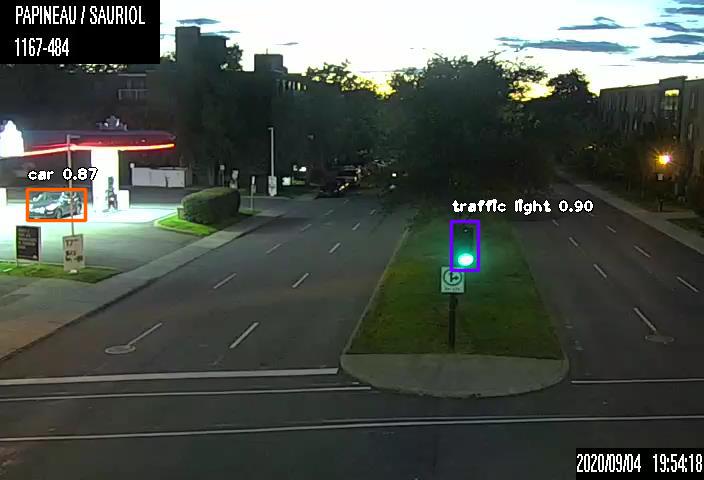 PAPINEAU / SAURIOL
1167-484
car 0.87
traffic light 0.90
2020/09/04 19:54:18